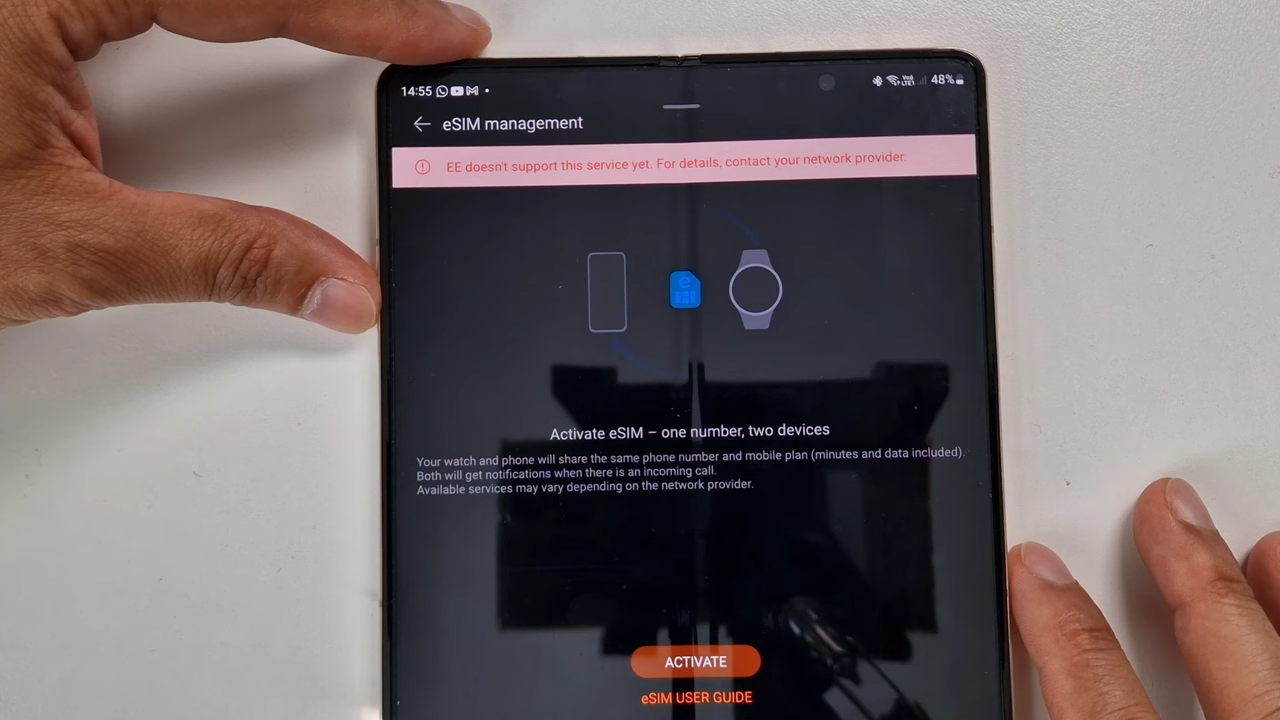 14:55
48%
eSIM management
EE doesn't support this service yet. For details, contact your network provider.
e
Activate eSIM – one number, two devices
Your watch and phone will share the same phone number and mobile plan (minutes and data included).
Both will get notifications when there is an incoming call.
Available services may vary depending on the network provider.
ACTIVATE
eSIM USER GUIDE